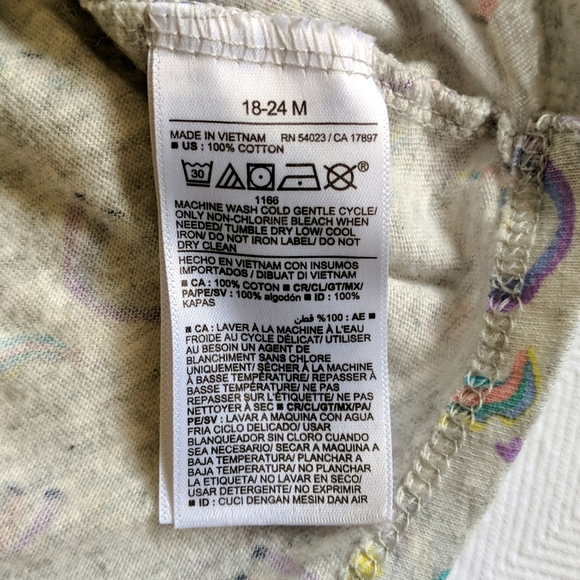 18-24 M
MADE IN VIETNAM RN 54023 / CA 17897
■ US : 100% COTTON
30 ®
1166
MACHINE WASH COLD GENTLE CYCLE/
ONLY NON-CHLORINE BLEACH WHEN
NEEDED/ TUMBLE DRY LOW/ COOL
IRON/ DO NOT IRON LABEL/ DO NOT
DRY CLEAN
HECHO EN VIETNAM CON INSUMOS
IMPORTADOS / DIBUAT DI VIETNAM
■ CA : 100% COTON ■ CR/CL/GT/MX/
PA/PE/SV : 100% algodón ■ ID : 100%
KAPAS
■ AE : 100% قطن
■ CA : LAVER À LA MACHINE À L'EAU
FROIDE AU CYCLE DÉLICAT/ UTILISER
AU BESOIN UN AGENT DE
BLANCHIMENT SANS CHLORE
UNIQUEMENT/ SÉCHER À LA MACHINE
À BASSE TEMPÉRATURE/ REPASSER À
BASSE TEMPÉRATURE/ NE PAS
REPASSER SUR L'ÉTIQUETTE/ NE PAS
NETTOYER À SEC ■ CR/CL/GT/MX/PA/
PE/SV : LAVAR A MAQUINA CON AGUA
FRIA CICLO DELICADO/ USAR
BLANQUEADOR SIN CLORO CUANDO
SEA NECESARIO/ SECAR A MAQUINA A
BAJA TEMPERATURA/ PLANCHAR A
BAJA TEMPERATURA/ NO PLANCHAR
LA ETIQUETA/ NO LAVAR EN SECO/
USAR DETERGENTE/ NO EXPRIMIR
■ ID : CUCI DENGAN MESIN DAN AIR